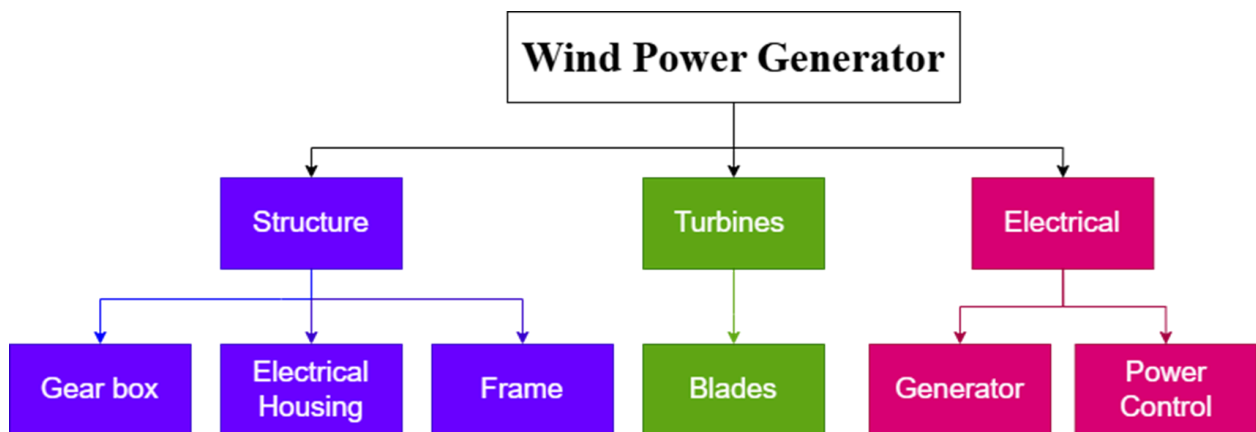 Wind Power Generator
Structure
Turbines
Electrical
Gear box
Electrical
Housing
Frame
Blades
Generator
Power
Control